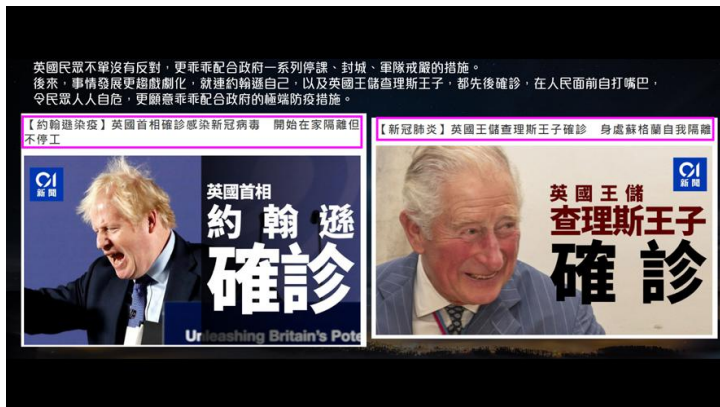 英國民眾不單沒有反對，更乖乖配合政府一系列停課、封城、軍隊戒嚴的措施。
後來，事情發展更趨戲劇化，就連約翰遜自己，以及英國王儲查理斯王子，都先後確診，在人民面前自打嘴巴，
令民眾人人自危，更願意乖乖配合政府的極端防疫措施。
【約翰遜染疫】英國首相確診感染新冠病毒　開始在家隔離但
不停工
01
新聞
英國首相
約翰遜
確診
Unleashing Britain's Pote
【新冠肺炎】英國王儲查理斯王子確診　身處蘇格蘭自我隔離
01
新聞
英國王儲
查理斯王子
確診